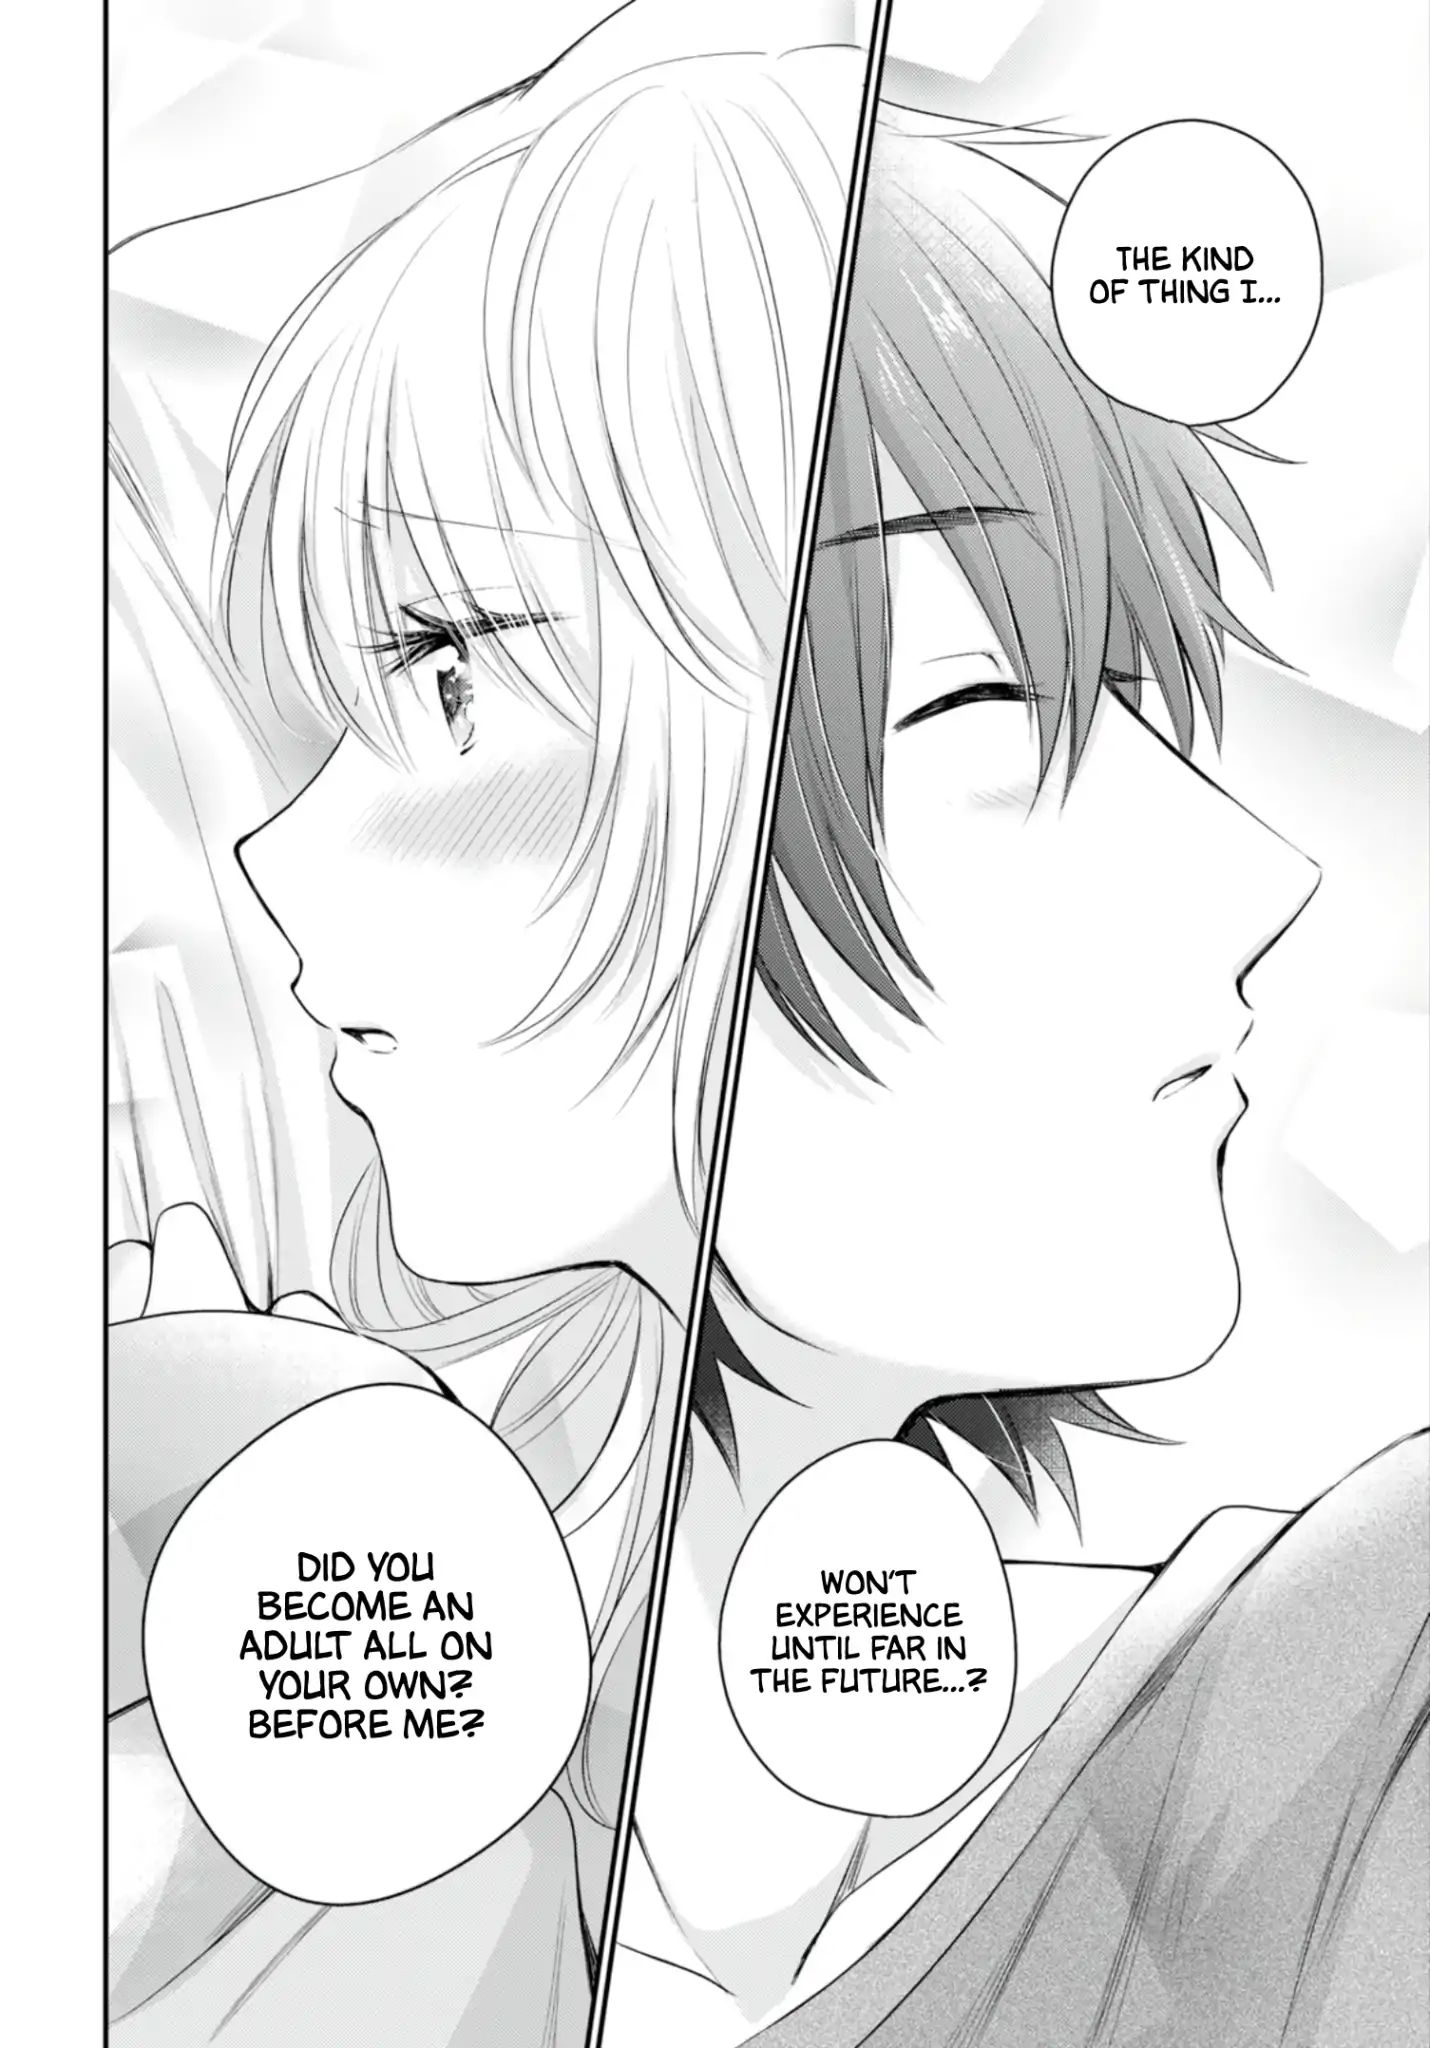 THE KIND
OF THING I...
WON'T
EXPERIENCE
UNTIL FAR IN
THE FUTURE...?
DID YOU
BECOME AN
ADULT ALL ON
YOUR OWN?
BEFORE ME?